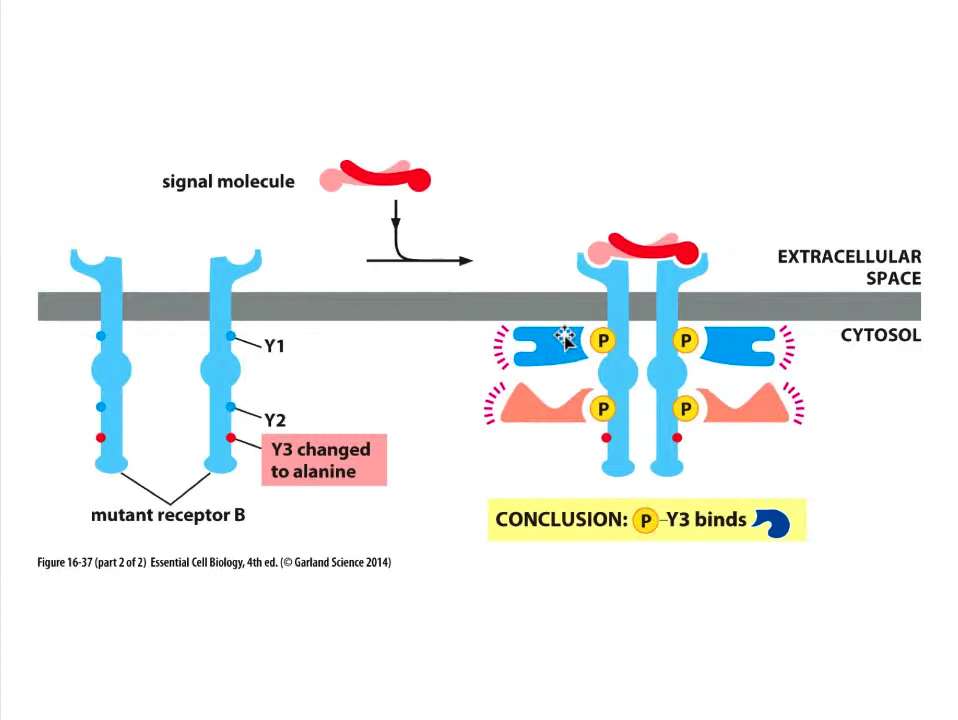 signal molecule
EXTRACELLULAR
SPACE
CYTOSOL
Y1
Y2
Y3 changed
to alanine
mutant receptor B
P
P
P
P
CONCLUSION: P–Y3 binds
Figure 16-37 (part 2 of 2) Essential Cell Biology, 4th ed. (© Garland Science 2014)